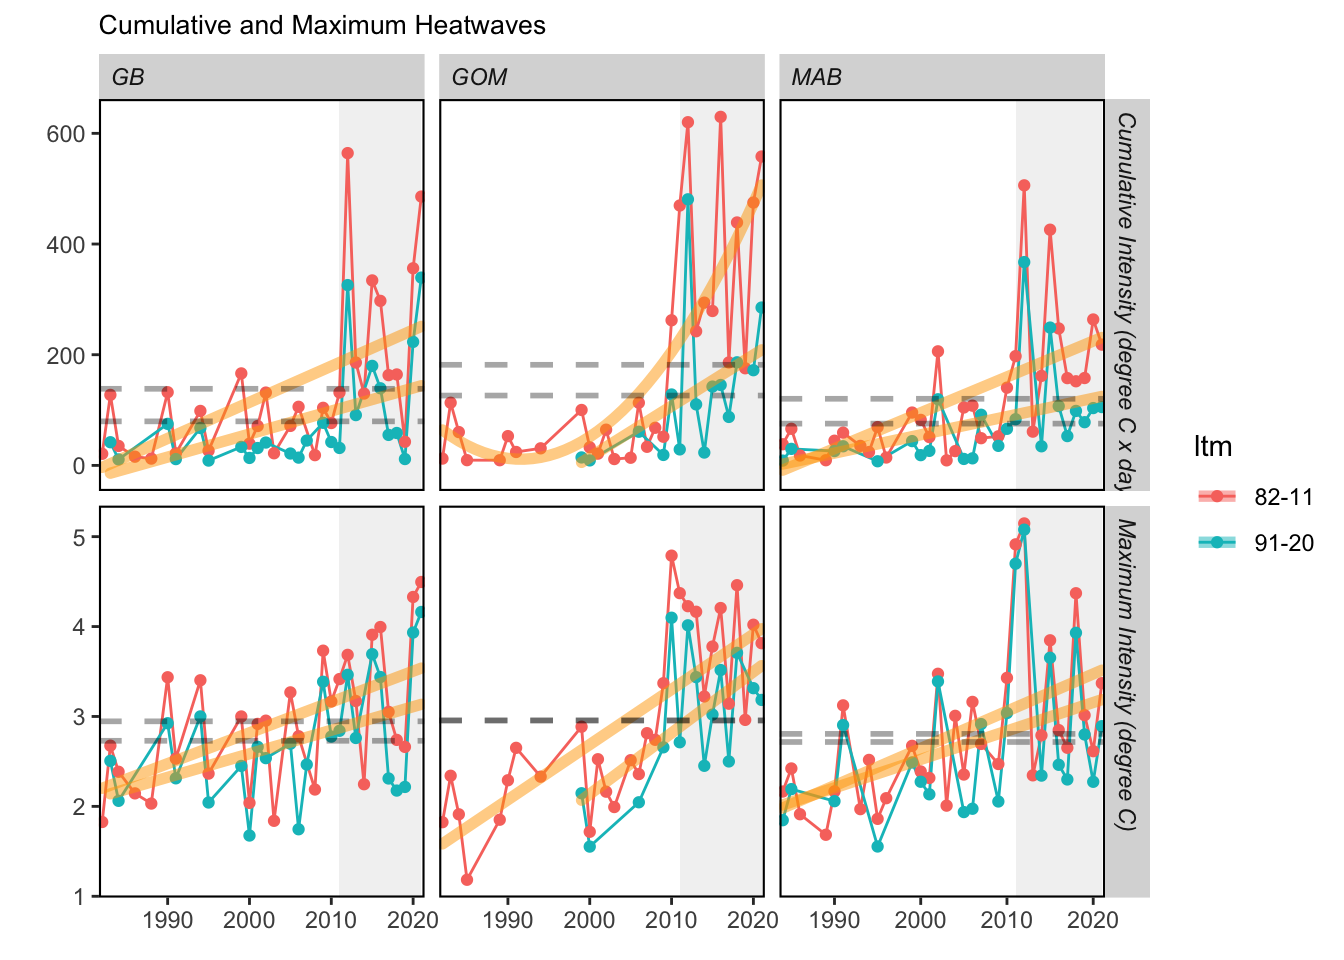 Cumulative and Maximum Heatwaves
GB GOM MAB
600
400
200
0
Cumulative Intensity (degree C x day
5
4
3
2
1
Maximum Intensity (degree C)
1990 2000 2010 2020 1990 2000 2010 2020 1990 2000 2010 2020
ltm
82-11
91-20